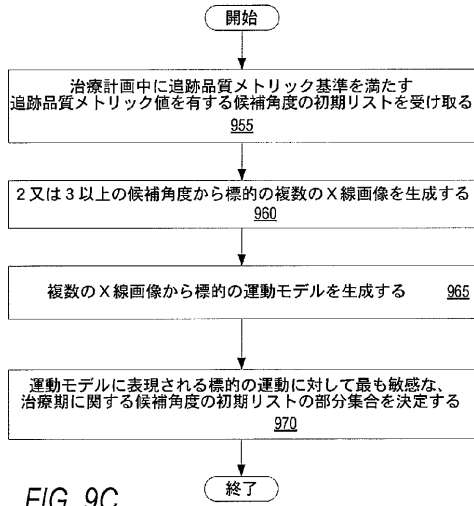 開始
治療計画中に追跡品質メトリック基準を満たす
追跡品質メトリック値を有する候補角度の初期リストを受け取る
955
2又は3以上の候補角度から標的の複数のX線画像を生成する
960
複数のX線画像から標的の運動モデルを生成する 965
運動モデルに表現される標的の運動に対して最も敏感な、
治療期に関する候補角度の初期リストの部分集合を決定する
970
終了
FIG. 9C